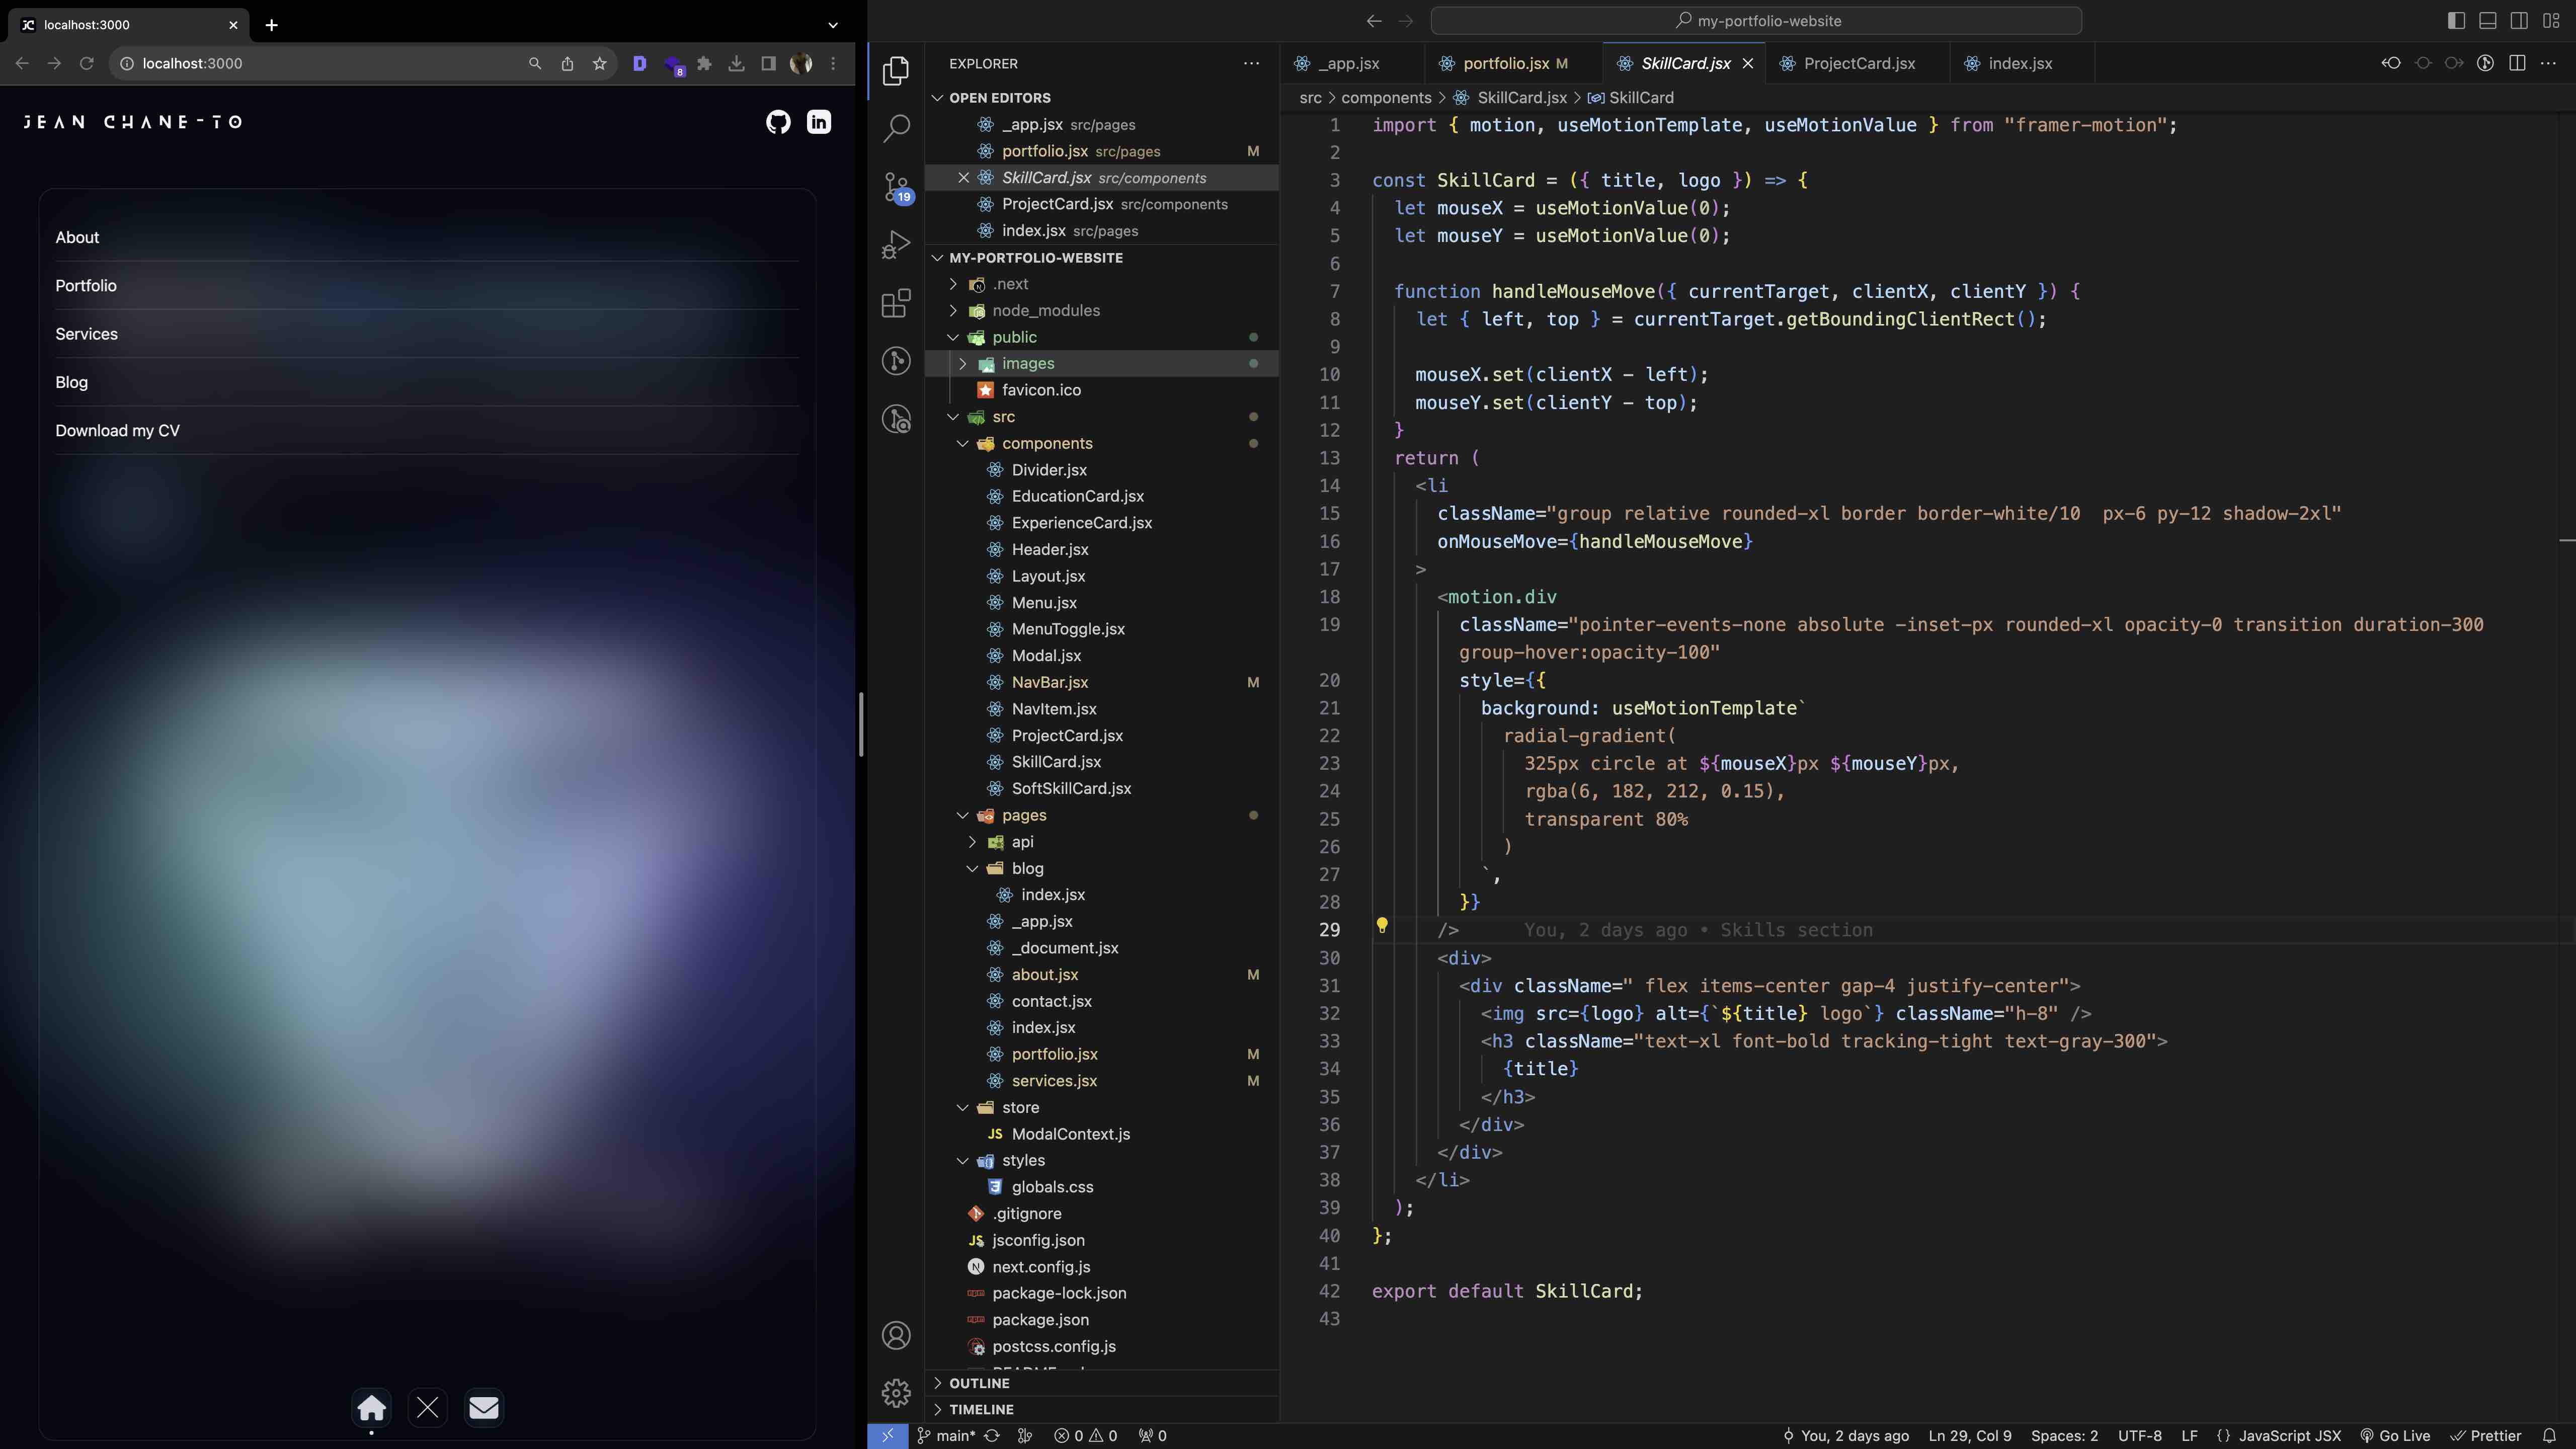 localhost:3000
localhost:3000
8
JEAN CHANE-TO
in
About
Portfolio
Services
Blog
Download my CV
my-portfolio-website
19
EXPLORER
OPEN EDITORS
_app.jsx src/pages
portfolio.jsx src/pages M
SkillCard.jsx src/components
ProjectCard.jsx src/components
index.jsx src/pages
MY-PORTFOLIO-WEBSITE
.next
node_modules
public
images
favicon.ico
src
components
Divider.jsx
EducationCard.jsx
ExperienceCard.jsx
Header.jsx
Layout.jsx
Menu.jsx
MenuToggle.jsx
Modal.jsx
NavBar.jsx M
NavItem.jsx
ProjectCard.jsx
SkillCard.jsx
SoftSkillCard.jsx
pages
api
blog
index.jsx
_app.jsx
_document.jsx
about.jsx M
contact.jsx
index.jsx
portfolio.jsx M
services.jsx M
store
JS ModalContext.js
styles
globals.css
.gitignore
JS jsconfig.json
next.config.js
package-lock.json
package.json
postcss.config.js
OUTLINE
TIMELINE
_app.jsx portfolio.jsx M SkillCard.jsx ProjectCard.jsx index.jsx
src > components > SkillCard.jsx > SkillCard
1 import { motion, useMotionTemplate, useMotionValue } from "framer-motion";
2
3 const SkillCard = ({ title, logo }) => {
4 let mouseX = useMotionValue(0);
5 let mouseY = useMotionValue(0);
6
7 function handleMouseMove({ currentTarget, clientX, clientY }) {
8 let { left, top } = currentTarget.getBoundingClientRect();
9
10 mouseX.set(clientX - left);
11 mouseY.set(clientY - top);
12 }
13 return (
14 <li
15 className="group relative rounded-xl border border-white/10  px-6 py-12 shadow-2xl"
16 onMouseMove={handleMouseMove}
17 >
18 <motion.div
19 className="pointer-events-none absolute -inset-px rounded-xl opacity-0 transition duration-300
group-hover:opacity-100"
20 style={{
21 background: useMotionTemplate`
22 radial-gradient(
23 325px circle at ${mouseX}px ${mouseY}px,
24 rgba(6, 182, 212, 0.15),
25 transparent 80%
26 )
27 `,
28 }}
29 /> You, 2 days ago • Skills section
30 <div>
31 <div className=" flex items-center gap-4 justify-center">
32 <img src={logo} alt={`${title} logo`} className="h-8" />
33 <h3 className="text-xl font-bold tracking-tight text-gray-300">
34 {title}
35 </h3>
36 </div>
37 </div>
38 </li>
39 );
40 };
41
42 export default SkillCard;
43
main* 0 0 0 You, 2 days ago Ln 29, Col 9 Spaces: 2 UTF-8 LF {} JavaScript JSX Go Live Prettier